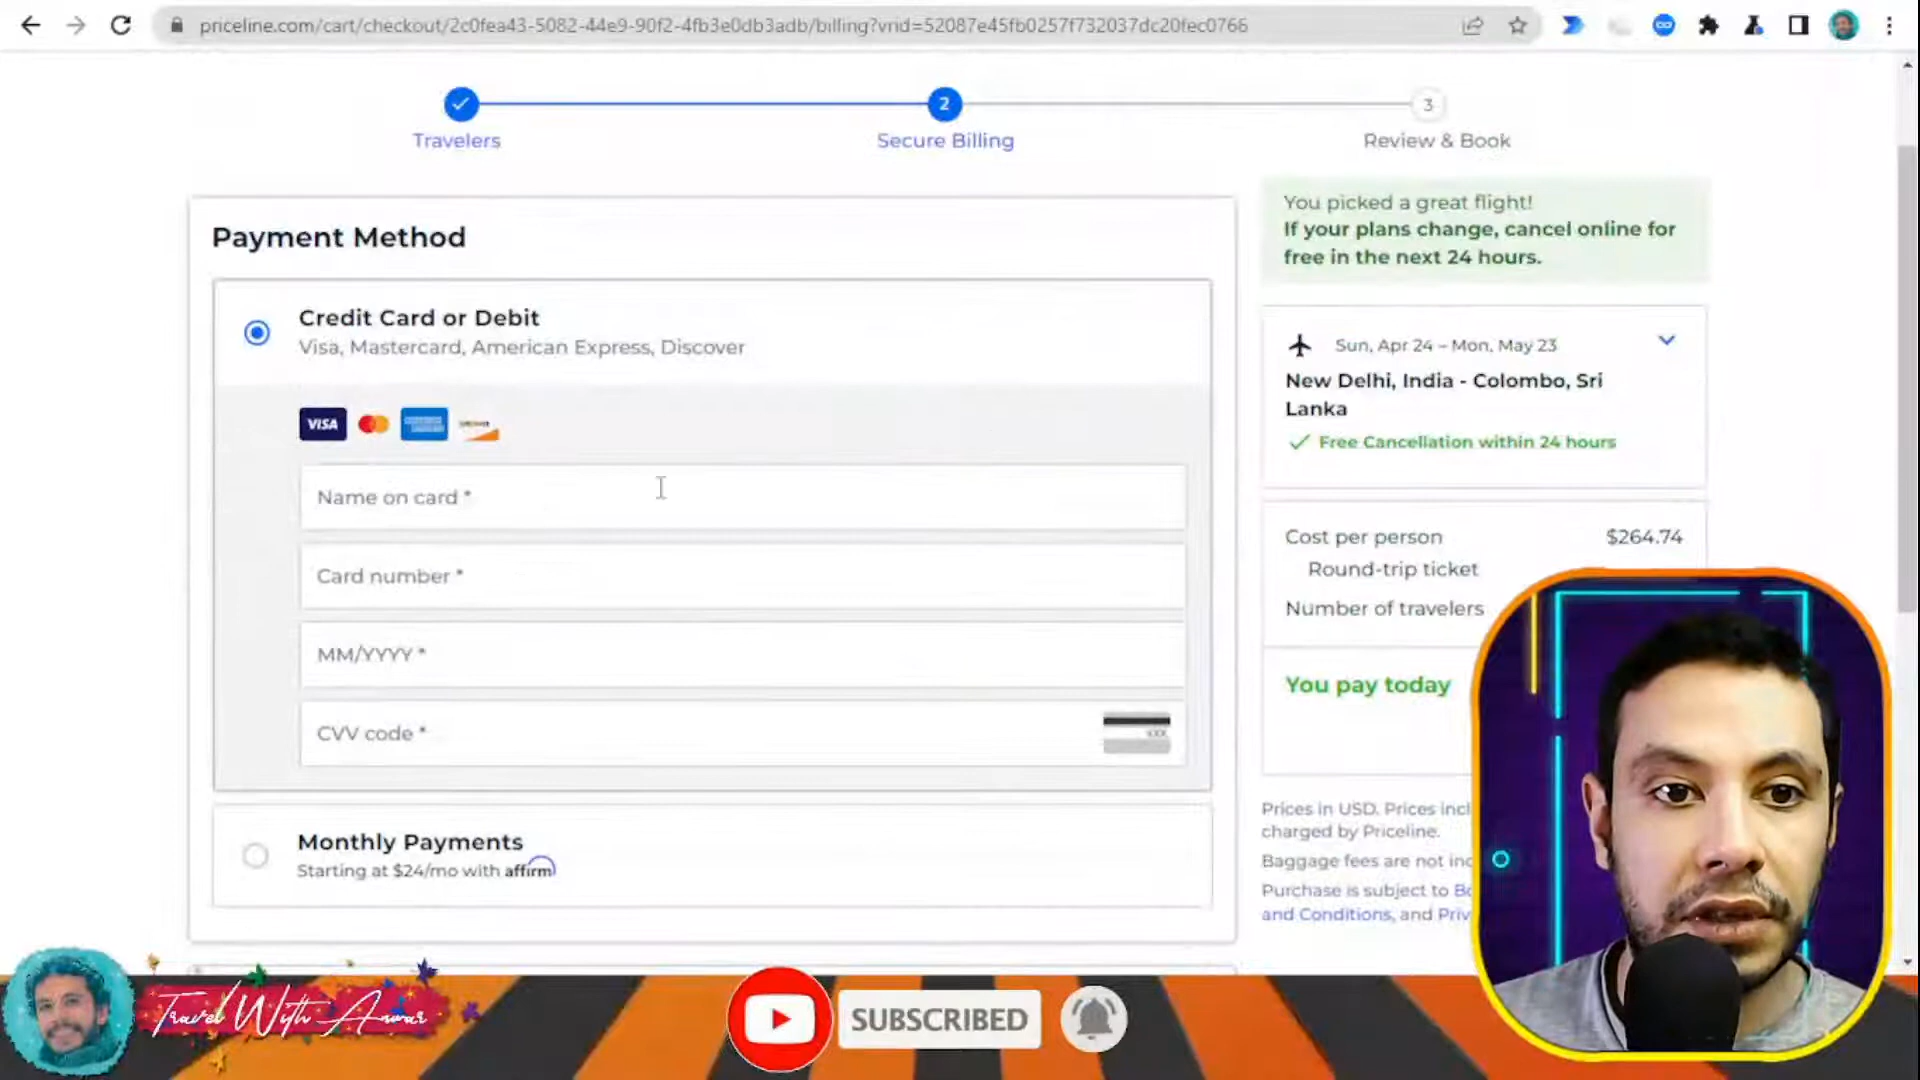 priceline.com/cart/checkout/2c0fea43-5082-44e9-90f2-4fb3e0db3adb/billing?vrid=52087e45fb0257f732037dc20fec0766
2
3
Travelers
Secure Billing
Review & Book
Payment Method
Credit Card or Debit
Visa, Mastercard, American Express, Discover
VISA
Name on card *
Card number *
MM/YYYY *
CVV code *
XXX
Monthly Payments
Starting at $24/mo with affirm
You picked a great flight!
If your plans change, cancel online for
free in the next 24 hours.
Sun, Apr 24 – Mon, May 23
New Delhi, India - Colombo, Sri
Lanka
Free Cancellation within 24 hours
Cost per person $264.74
Round-trip ticket
Number of travelers
You pay today
Prices in USD. Prices incl
charged by Priceline.
Baggage fees are not inc
Purchase is subject to Bo
and Conditions, and Priv
Travel With Anwar
SUBSCRIBED